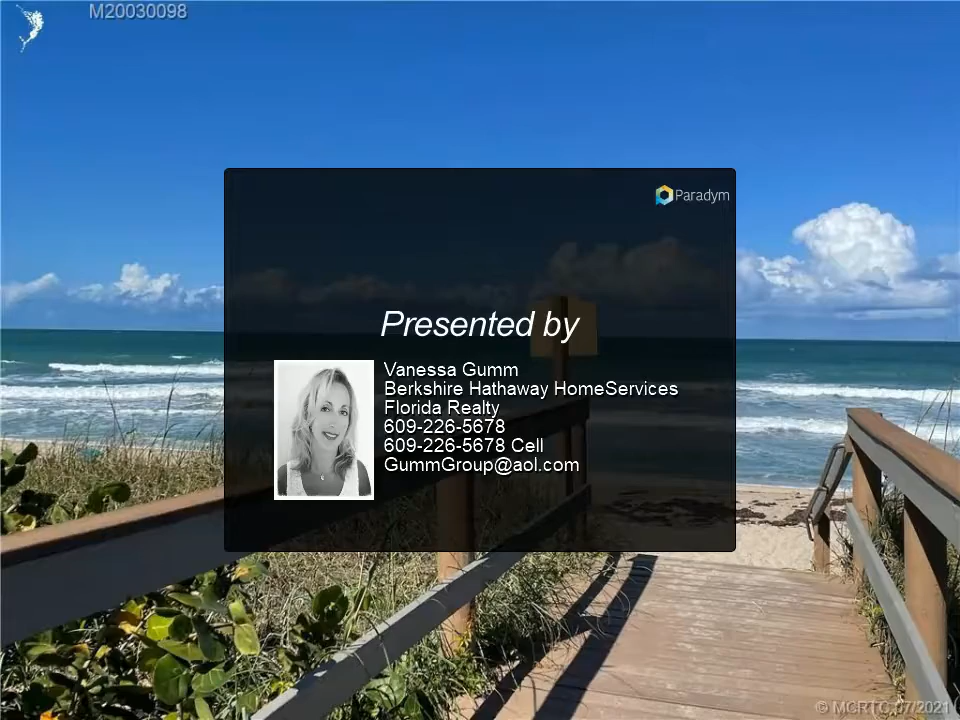 M20030098
Paradym
Presented by
Vanessa Gumm
Berkshire Hathaway HomeServices
Florida Realty
609-226-5678
609-226-5678 Cell
GummGroup@aol.com
© MCRTC 07/2021